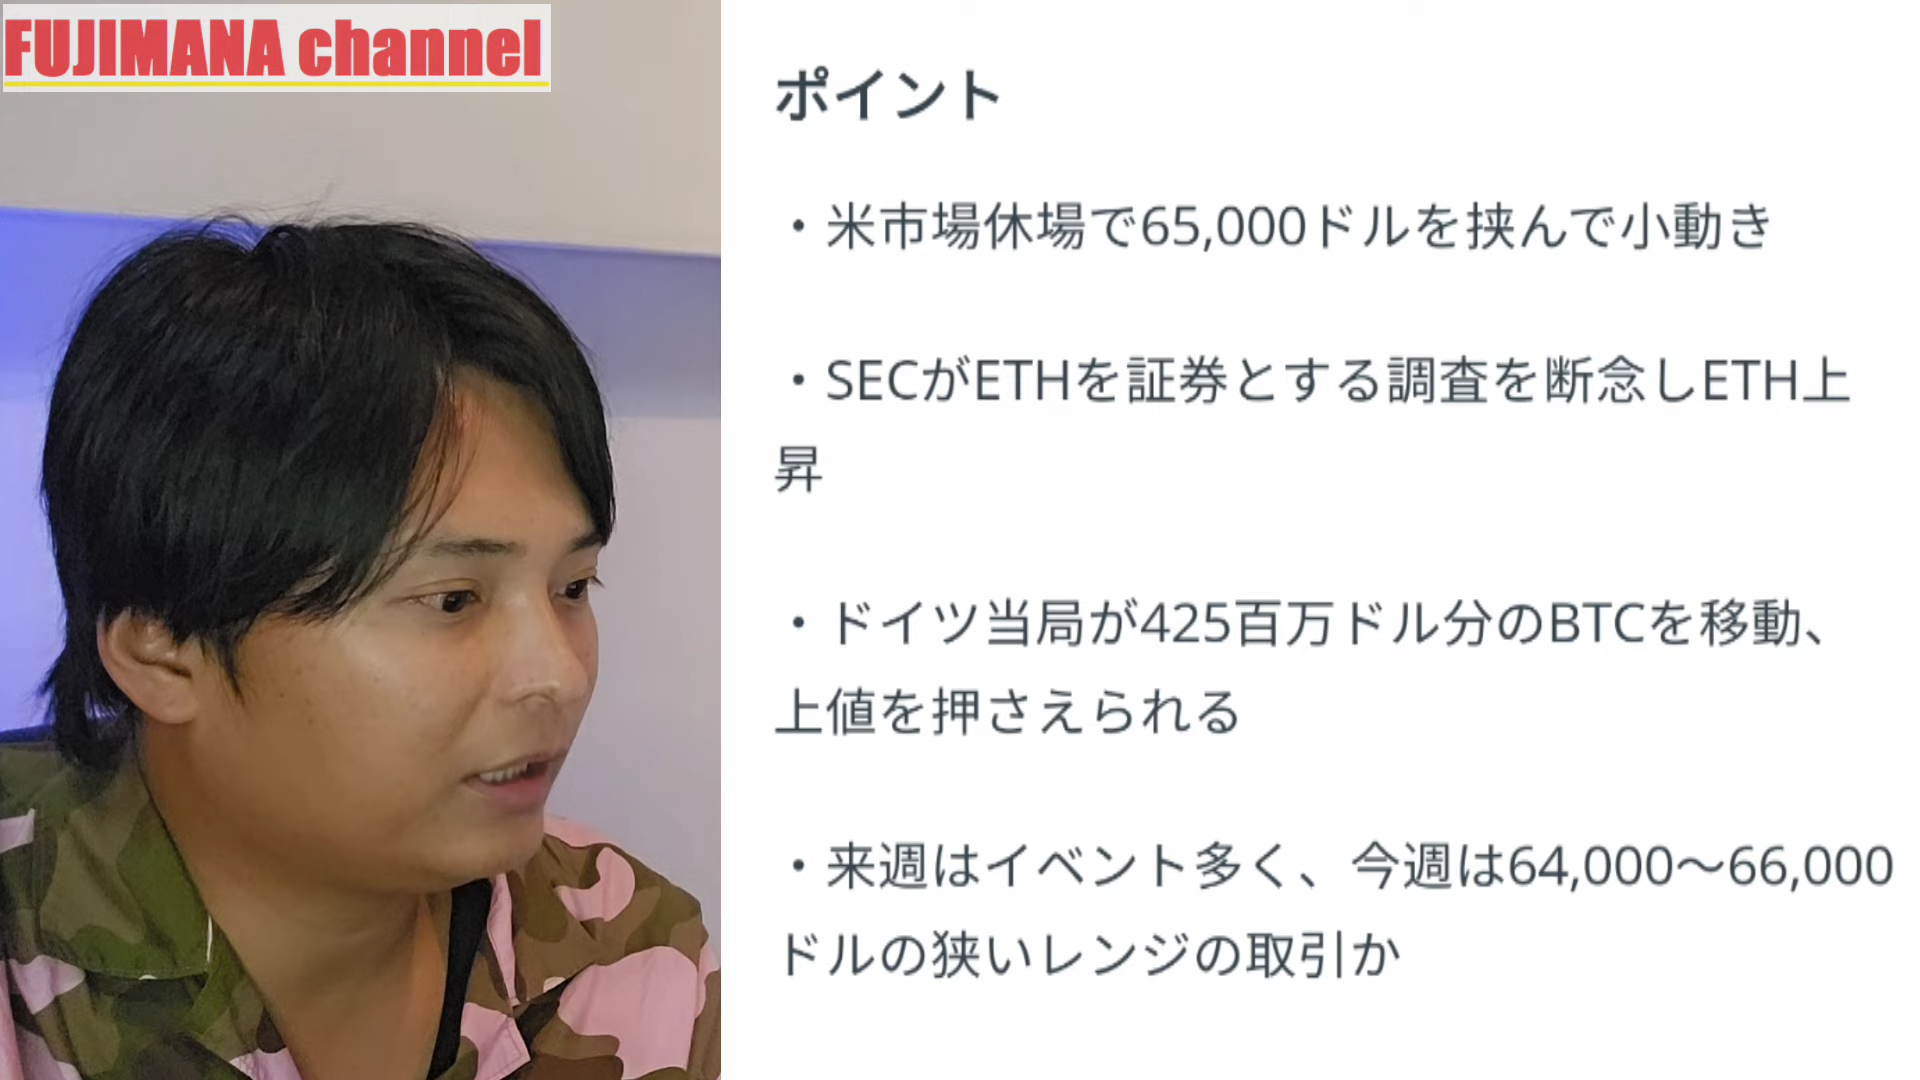 FUJIMANA channel
ポイント
・米市場休場で65,000ドルを挟んで小動き
・SECがETHを証券とする調査を断念しETH上
昇
・ドイツ当局が425百万ドル分のBTCを移動、
上値を押さえられる
・来週はイベント多く、今週は64,000～66,000
ドルの狭いレンジの取引か